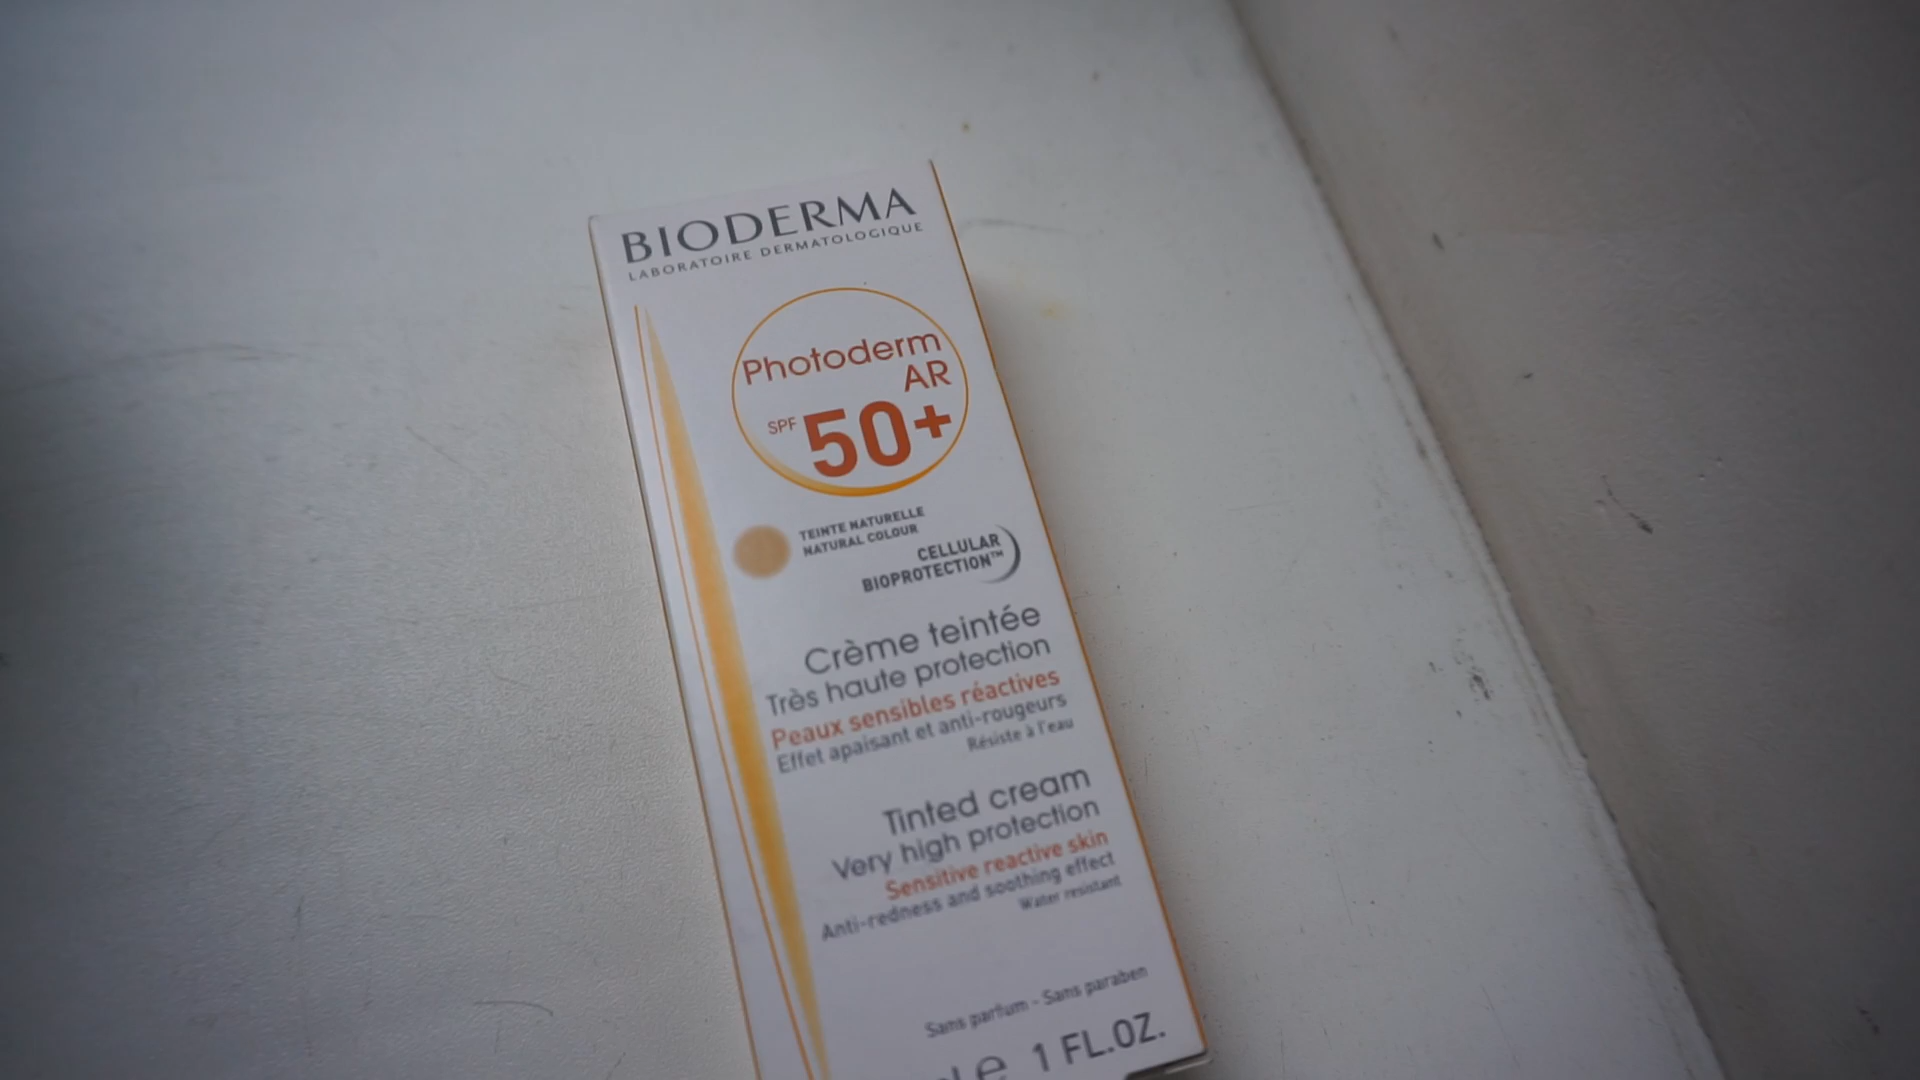 BIODERMA
LABORATOIRE DERMATOLOGIQUE
Photoderm
AR
SPF 50+
TEINTE NATURELLE
NATURAL COLOUR
CELLULAR
BIOPROTECTION™
Crème teintée
Très haute protection
Peaux sensibles réactives
Effet apaisant et anti-rougeurs
Résiste à l'eau
Tinted cream
Very high protection
Sensitive reactive skin
Anti-redness and soothing effect
Water resistant
Sans parfum - Sans paraben
e 1 FL.OZ.